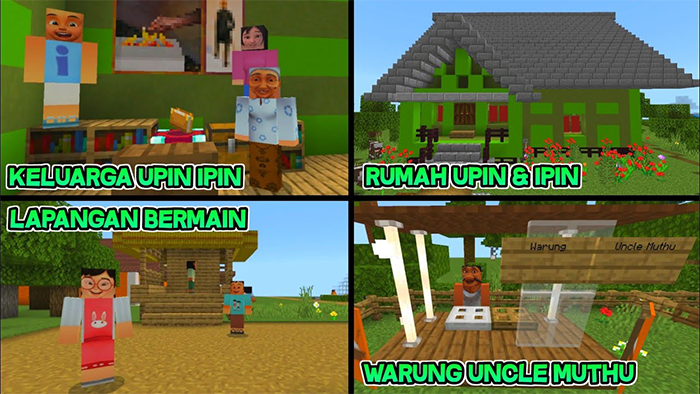 i
KELUARGA UPIN IPIN
RUMAH UPIN & IPIN
LAPANGAN BERMAIN
Warung Uncle Muthu
WARUNG UNCLE MUTHU